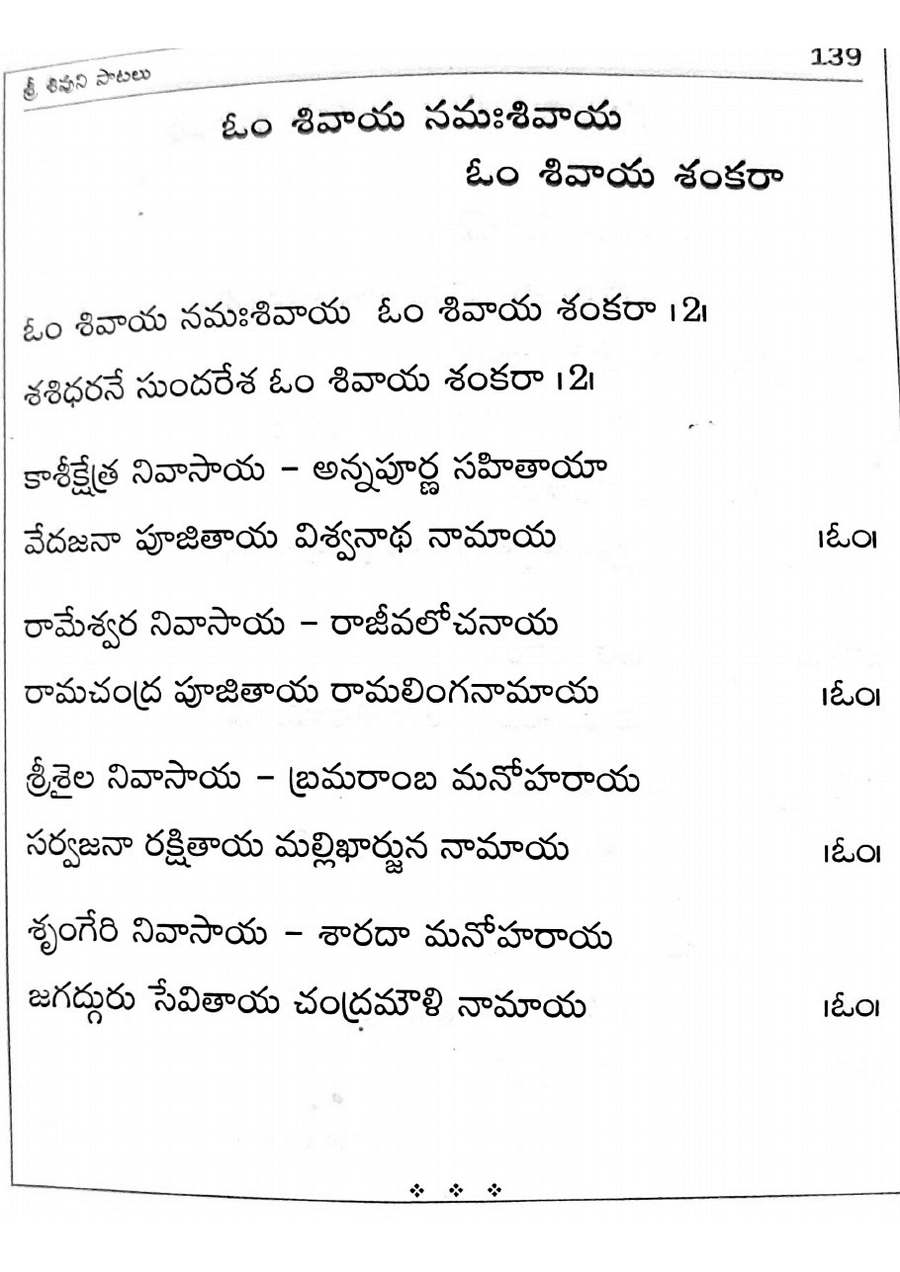 శ్రీ శివుని పాటలు 139
ఓం శివాయ నమఃశివాయ
ఓం శివాయ శంకరా
ఓం శివాయ నమఃశివాయ ఓం శివాయ శంకరా ।2।
శశిధరనే సుందరేశ ఓం శివాయ శంకరా ।2।
కాశీక్షేత్ర నివాసాయ – అన్నపూర్ణ సహితాయా
వేదజనా పూజితాయ విశ్వనాథ నామాయ ।ఓం।
రామేశ్వర నివాసాయ – రాజీవలోచనాయ
రామచంద్ర పూజితాయ రామలింగనామాయ ।ఓం।
శ్రీశైల నివాసాయ – బ్రమరాంబ మనోహరాయ
సర్వజనా రక్షితాయ మల్లిఖార్జున నామాయ ।ఓం।
శృంగేరి నివాసాయ – శారదా మనోహరాయ
జగద్గురు సేవితాయ చంద్రమౌళి నామాయ ।ఓం।